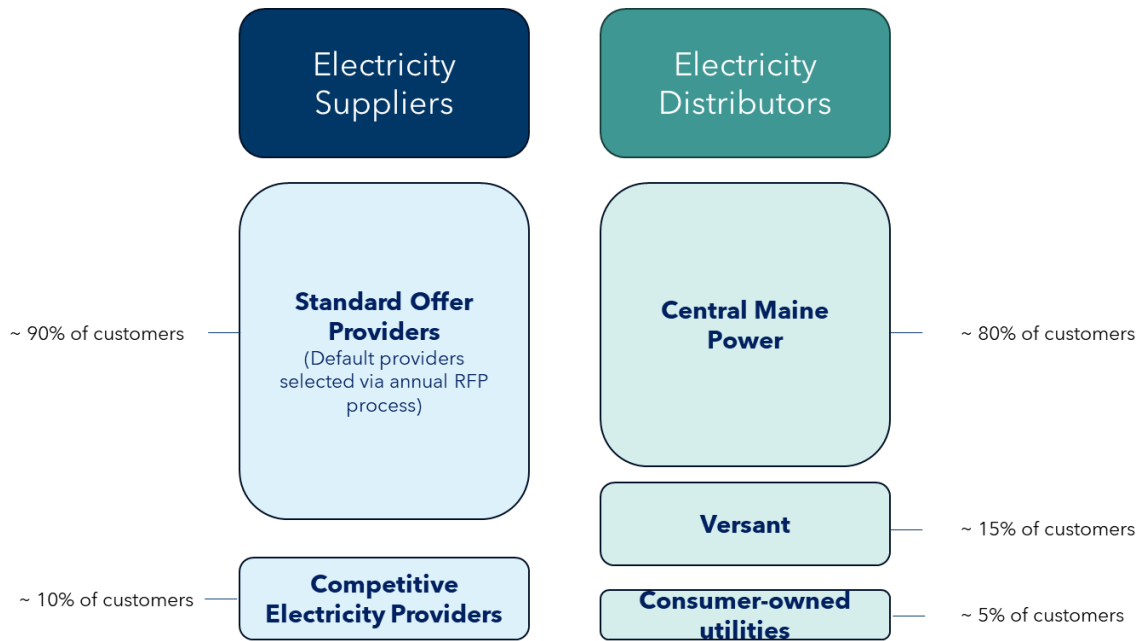 Electricity
Suppliers
Electricity
Distributors
~ 90% of customers
Standard Offer
Providers
(Default providers
selected via annual RFP
process)
Central Maine
Power
~ 80% of customers
Versant
~ 15% of customers
~ 10% of customers
Competitive
Electricity Providers
Consumer-owned
utilities
~ 5% of customers